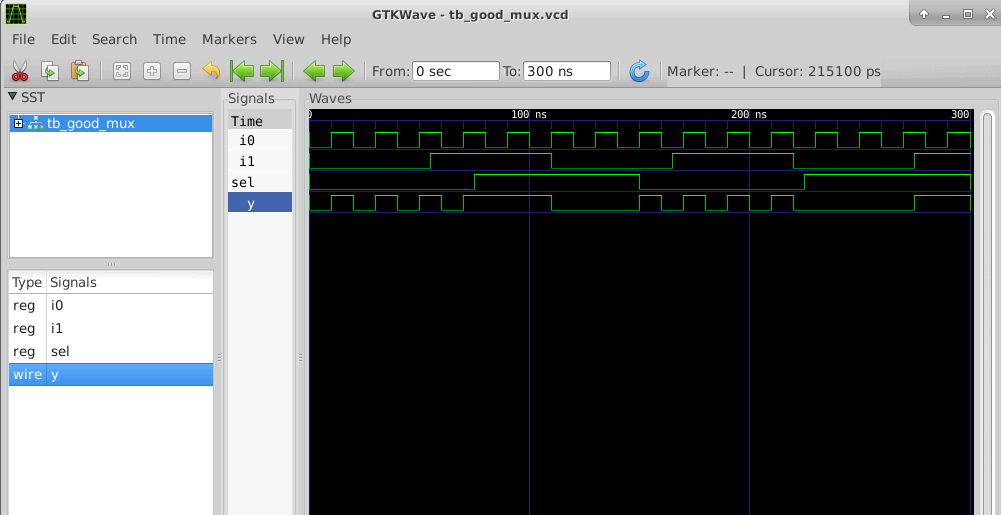 GTKWave - tb_good_mux.vcd
File Edit Search Time Markers View Help
From: 0 sec To: 300 ns Marker: -- | Cursor: 215100 ps
SST
tb_good_mux
Type Signals
reg i0
reg i1
reg sel
wire y
Signals
Time
i0
i1
sel
y
Waves
0 100 ns 200 ns 300